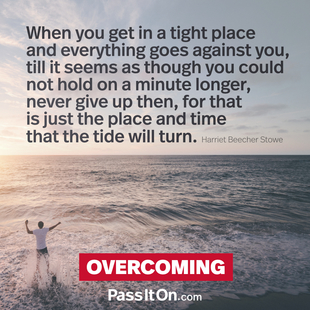 When you get in a tight place
and everything goes against you,
till it seems as though you could
not hold on a minute longer,
never give up then, for that
is just the place and time
that the tide will turn. Harriet Beecher Stowe
OVERCOMING
PassItOn.com